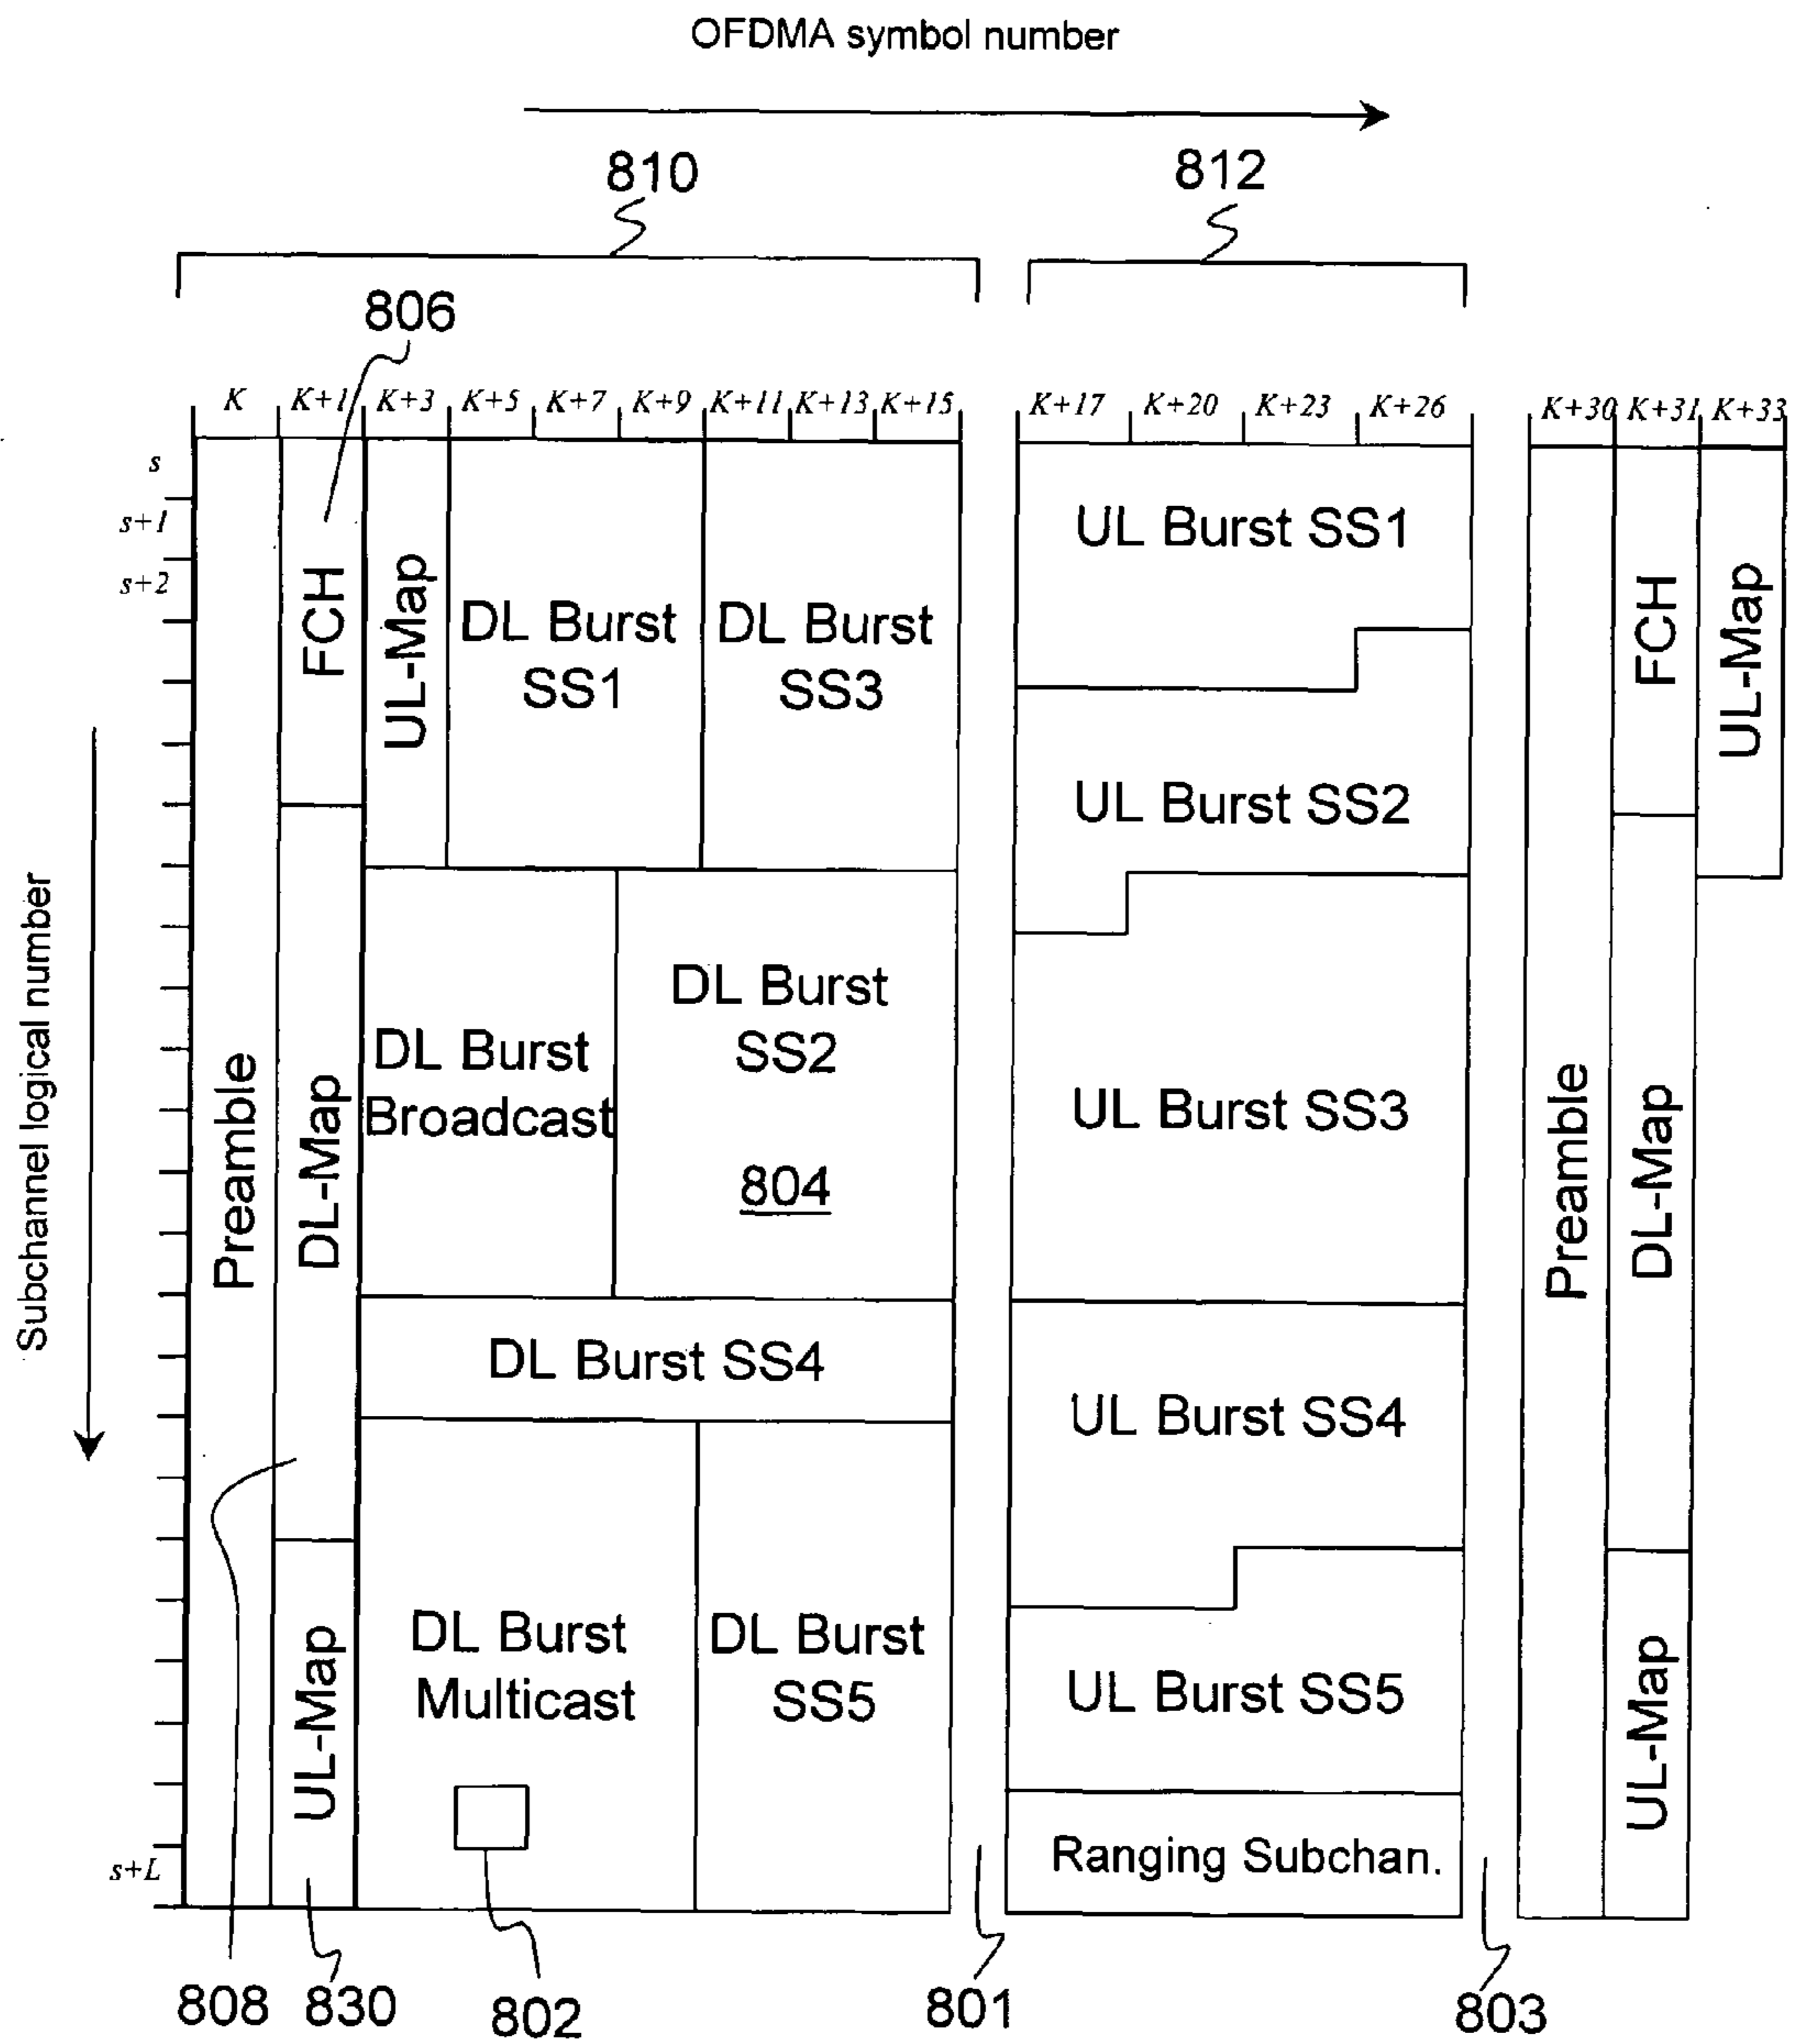 OFDMA symbol number
810
812
806
K
K+1
K+3
K+5
K+7
K+9
K+11
K+13
K+15
K+17
K+20
K+23
K+26
K+30
K+31
K+33
s
s+1
s+2
s+L
Subchannel logical number
Preamble
FCH
DL-Map
UL-Map
UL-Map
DL Burst
SS1
DL Burst
SS3
DL Burst
Broadcast
DL Burst
SS2
804
DL Burst SS4
DL Burst
Multicast
DL Burst
SS5
UL Burst SS1
UL Burst SS2
UL Burst SS3
UL Burst SS4
UL Burst SS5
Ranging Subchan.
Preamble
FCH
DL-Map
UL-Map
UL-Map
808
830
802
801
803